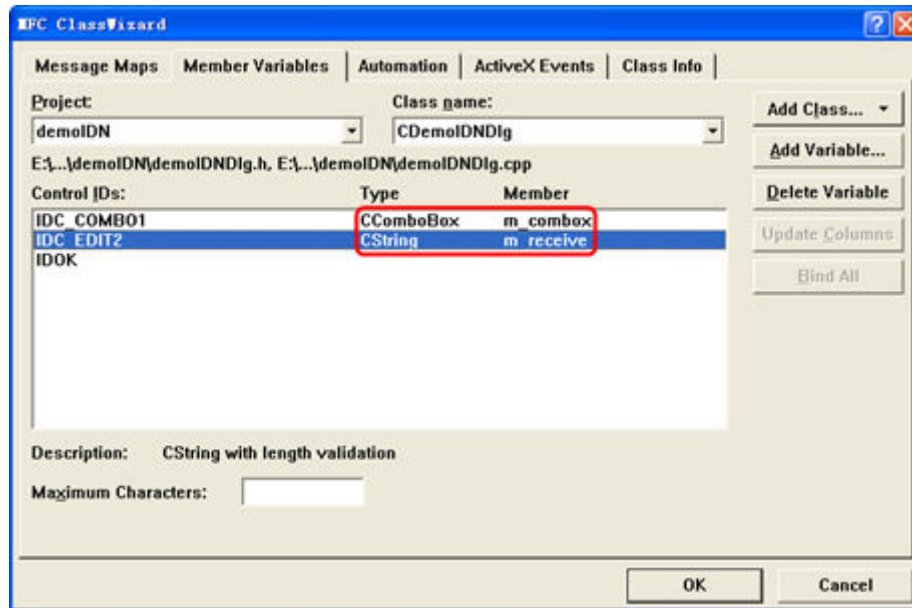 MFC ClassWizard
Message Maps Member Variables Automation ActiveX Events Class Info
Project: Class name:
demoIDN CDemoIDNDlg
Add Class...
E:\...\demoIDN\demoIDNDlg.h, E:\...\demoIDN\demoIDNDlg.cpp
Add Variable...
Control IDs: Type Member
Delete Variable
IDC_COMBO1 CComboBox m_combox
IDC_EDIT2 CString m_receive
Update Columns
IDOK
Bind All
Description: CString with length validation
Maximum Characters:
OK Cancel